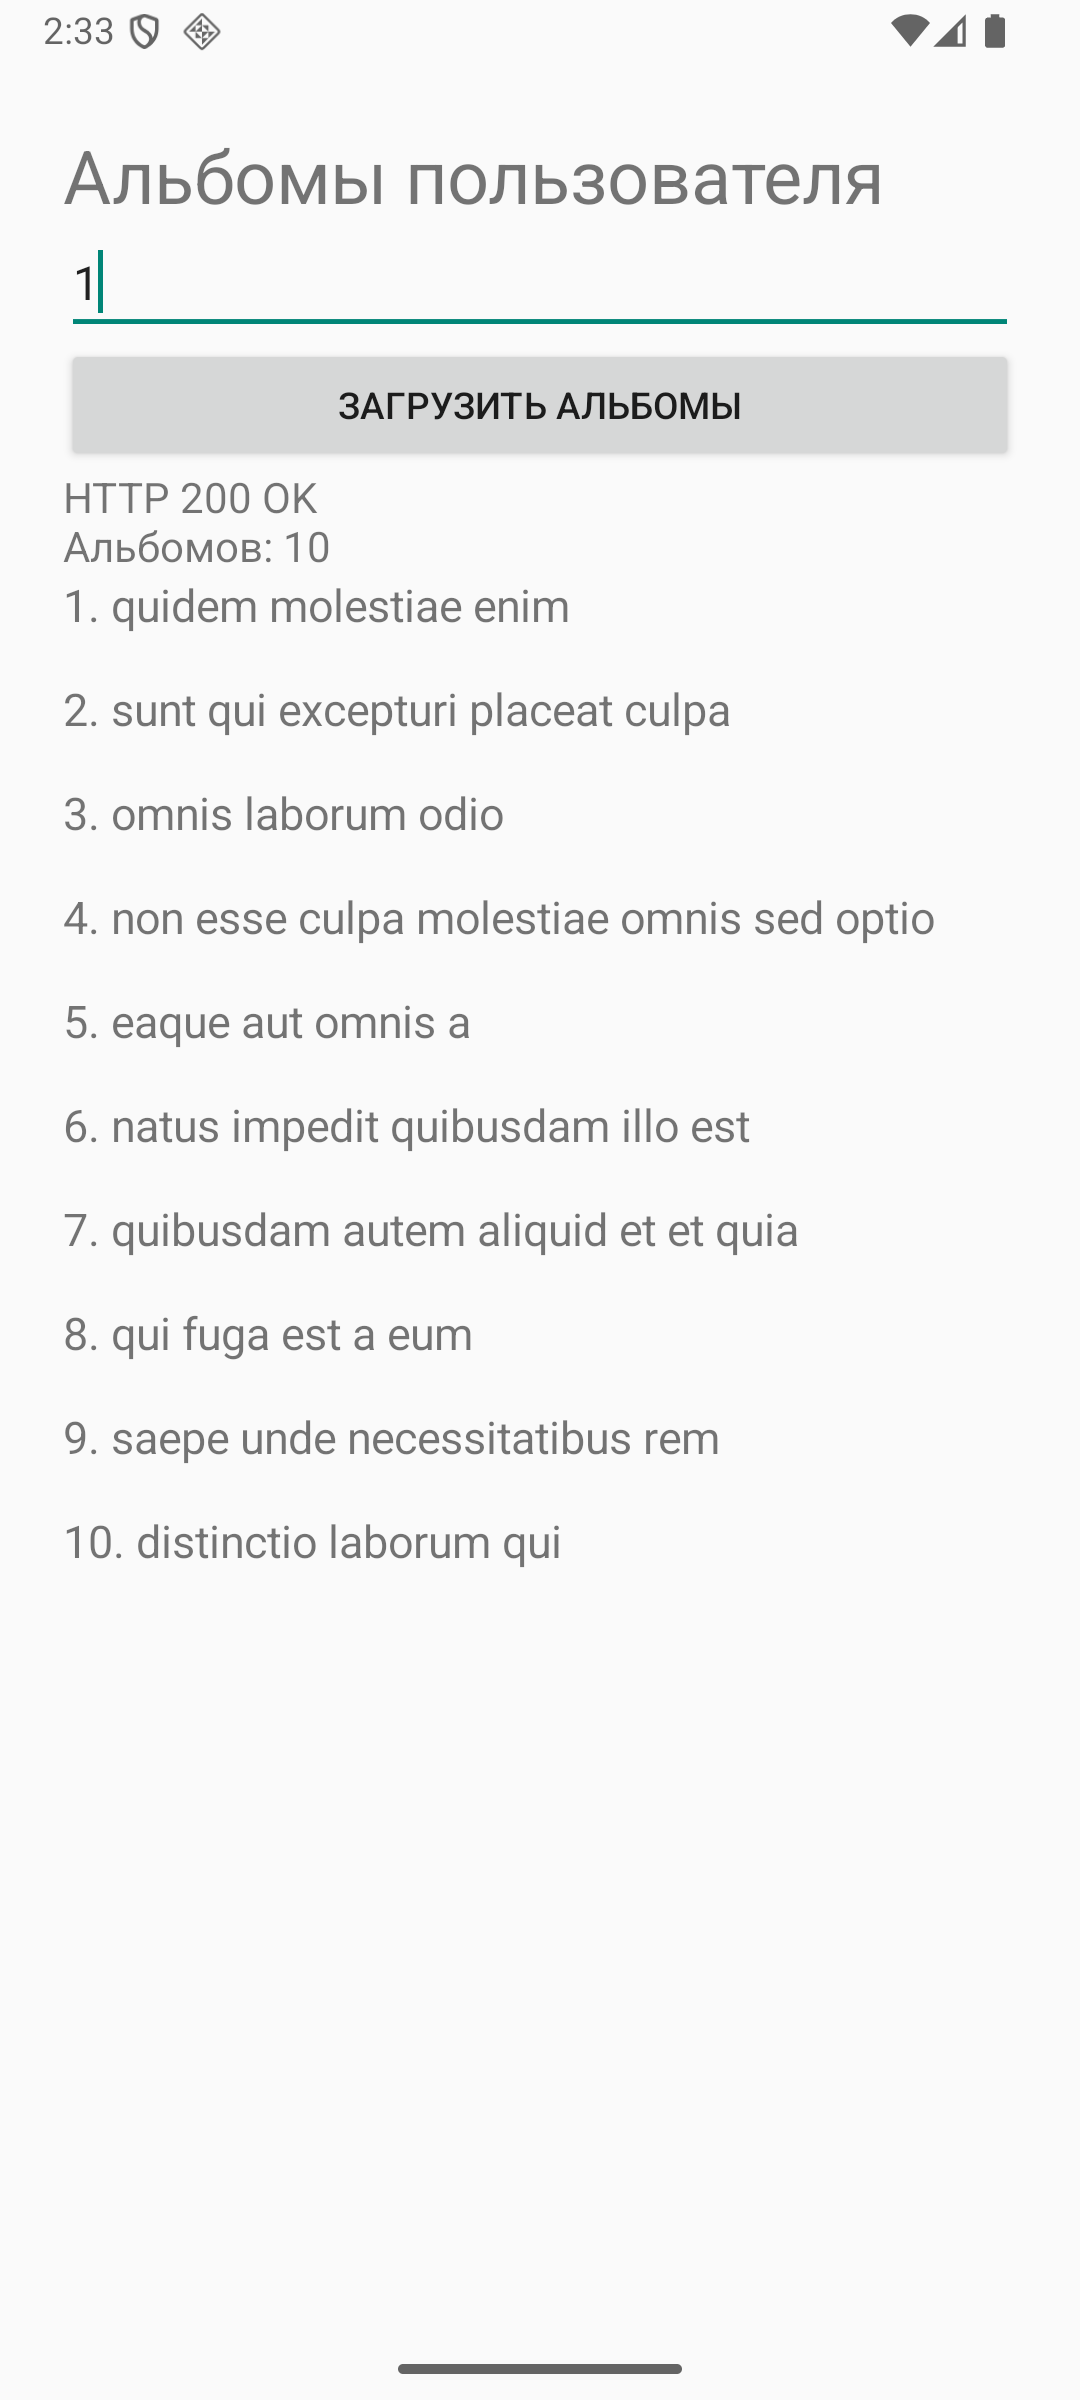 2:33
Альбомы пользователя
1
ЗАГРУЗИТЬ АЛЬБОМЫ
HTTP 200 OK
Альбомов: 10
1. quidem molestiae enim
2. sunt qui excepturi placeat culpa
3. omnis laborum odio
4. non esse culpa molestiae omnis sed optio
5. eaque aut omnis a
6. natus impedit quibusdam illo est
7. quibusdam autem aliquid et et quia
8. qui fuga est a eum
9. saepe unde necessitatibus rem
10. distinctio laborum qui